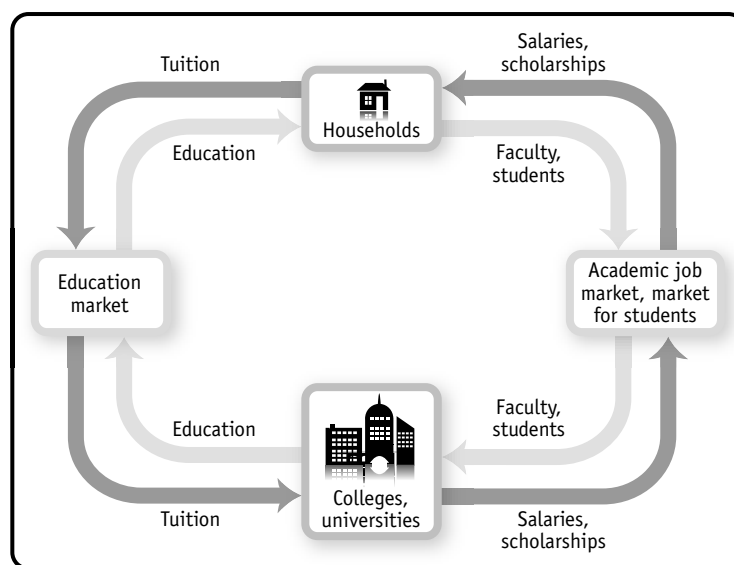 Tuition
Salaries,
scholarships
Households
Education
Faculty,
students
Education
market
Academic job
market, market
for students
Education
Faculty,
students
Colleges,
universities
Tuition
Salaries,
scholarships